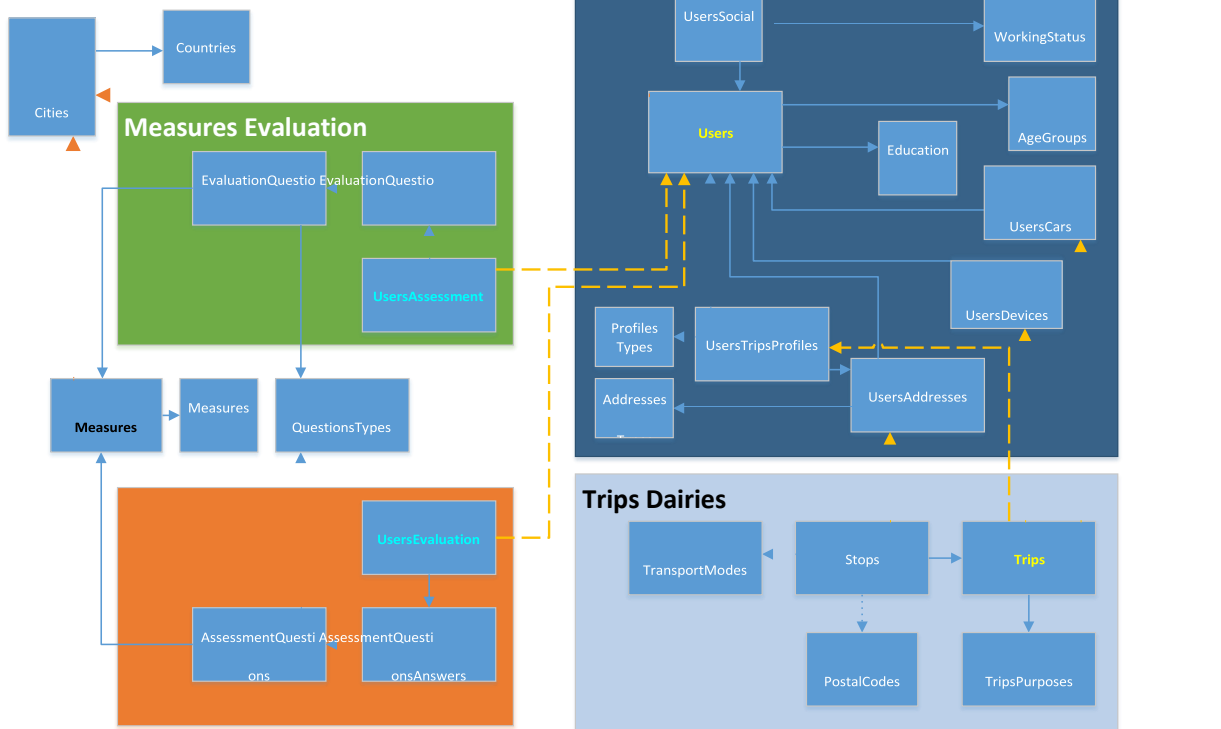 UsersSocial
WorkingStatus
Countries
Cities
Measures Evaluation
Users
AgeGroups
Education
EvaluationQuestio
EvaluationQuestio
UsersCars
UsersAssessment
UsersDevices
Profiles
Types
UsersTripsProfiles
Addresses
UsersAddresses
Measures
Measures
QuestionsTypes
Trips Dairies
UsersEvaluation
TransportModes
Stops
Trips
AssessmentQuesti
ons
AssessmentQuesti
onsAnswers
PostalCodes
TripsPurposes